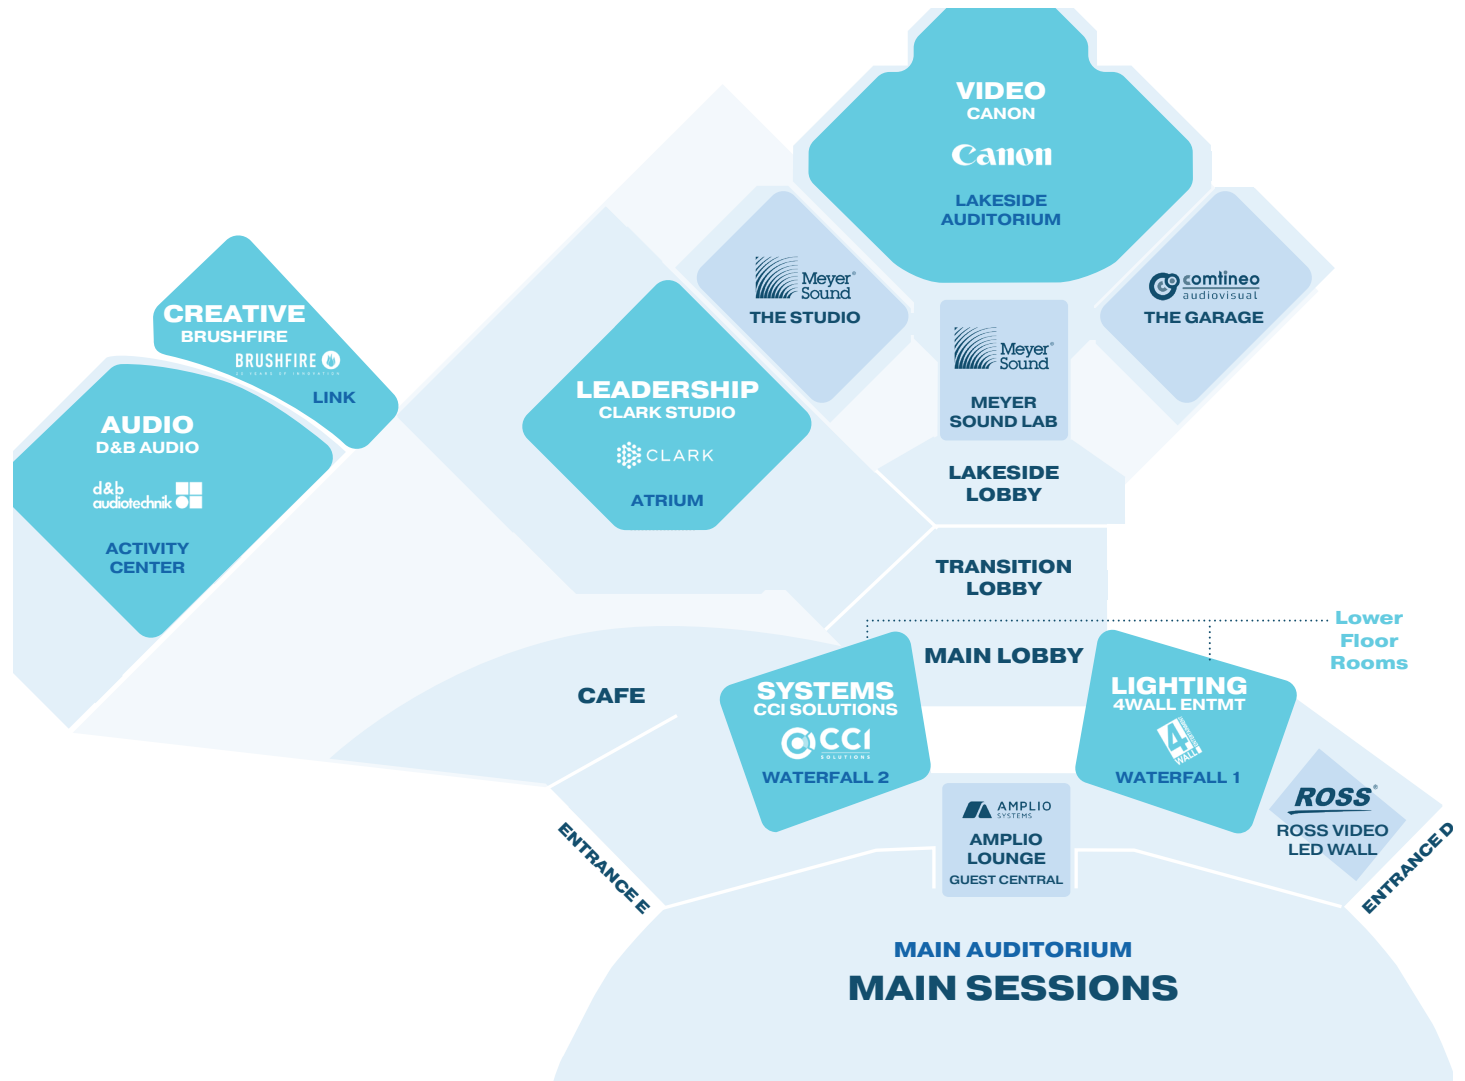 VIDEO
CANON
Canon
LAKESIDE
AUDITORIUM
Meyer
Sound
THE STUDIO
comtineo
audiovisual
THE GARAGE
Meyer
Sound
MEYER
SOUND LAB
CREATIVE
BRUSHFIRE
BRUSHFIRE
LINK
LEADERSHIP
CLARK STUDIO
CLARK
ATRIUM
AUDIO
D&B AUDIO
d&b
audiotechnik
ACTIVITY
CENTER
LAKESIDE
LOBBY
TRANSITION
LOBBY
Lower
Floor
Rooms
MAIN LOBBY
CAFE
SYSTEMS
CCI SOLUTIONS
CCI
SOLUTIONS
WATERFALL 2
LIGHTING
4WALL ENTMT
4
WALL
WATERFALL 1
ROSS
ROSS VIDEO
LED WALL
AMPLIO
SYSTEMS
AMPLIO
LOUNGE
GUEST CENTRAL
ENTRANCE E
ENTRANCE D
MAIN AUDITORIUM
MAIN SESSIONS